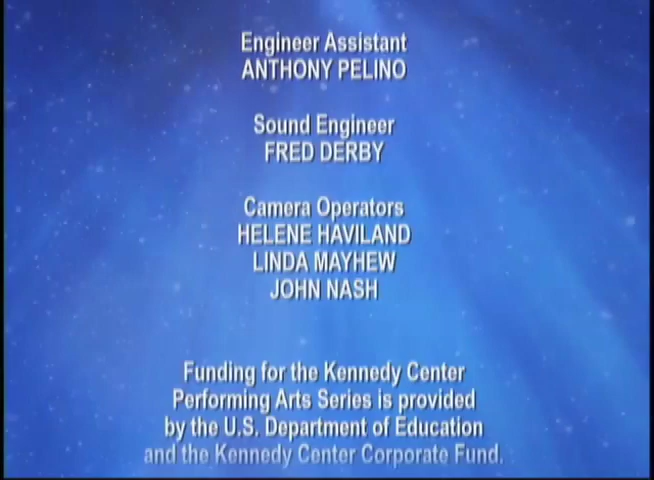 Engineer Assistant
ANTHONY PELINO
Sound Engineer
FRED DERBY
Camera Operators
HELENE HAVILAND
LINDA MAYHEW
JOHN NASH
Funding for the Kennedy Center
Performing Arts Series is provided
by the U.S. Department of Education
and the Kennedy Center Corporate Fund.